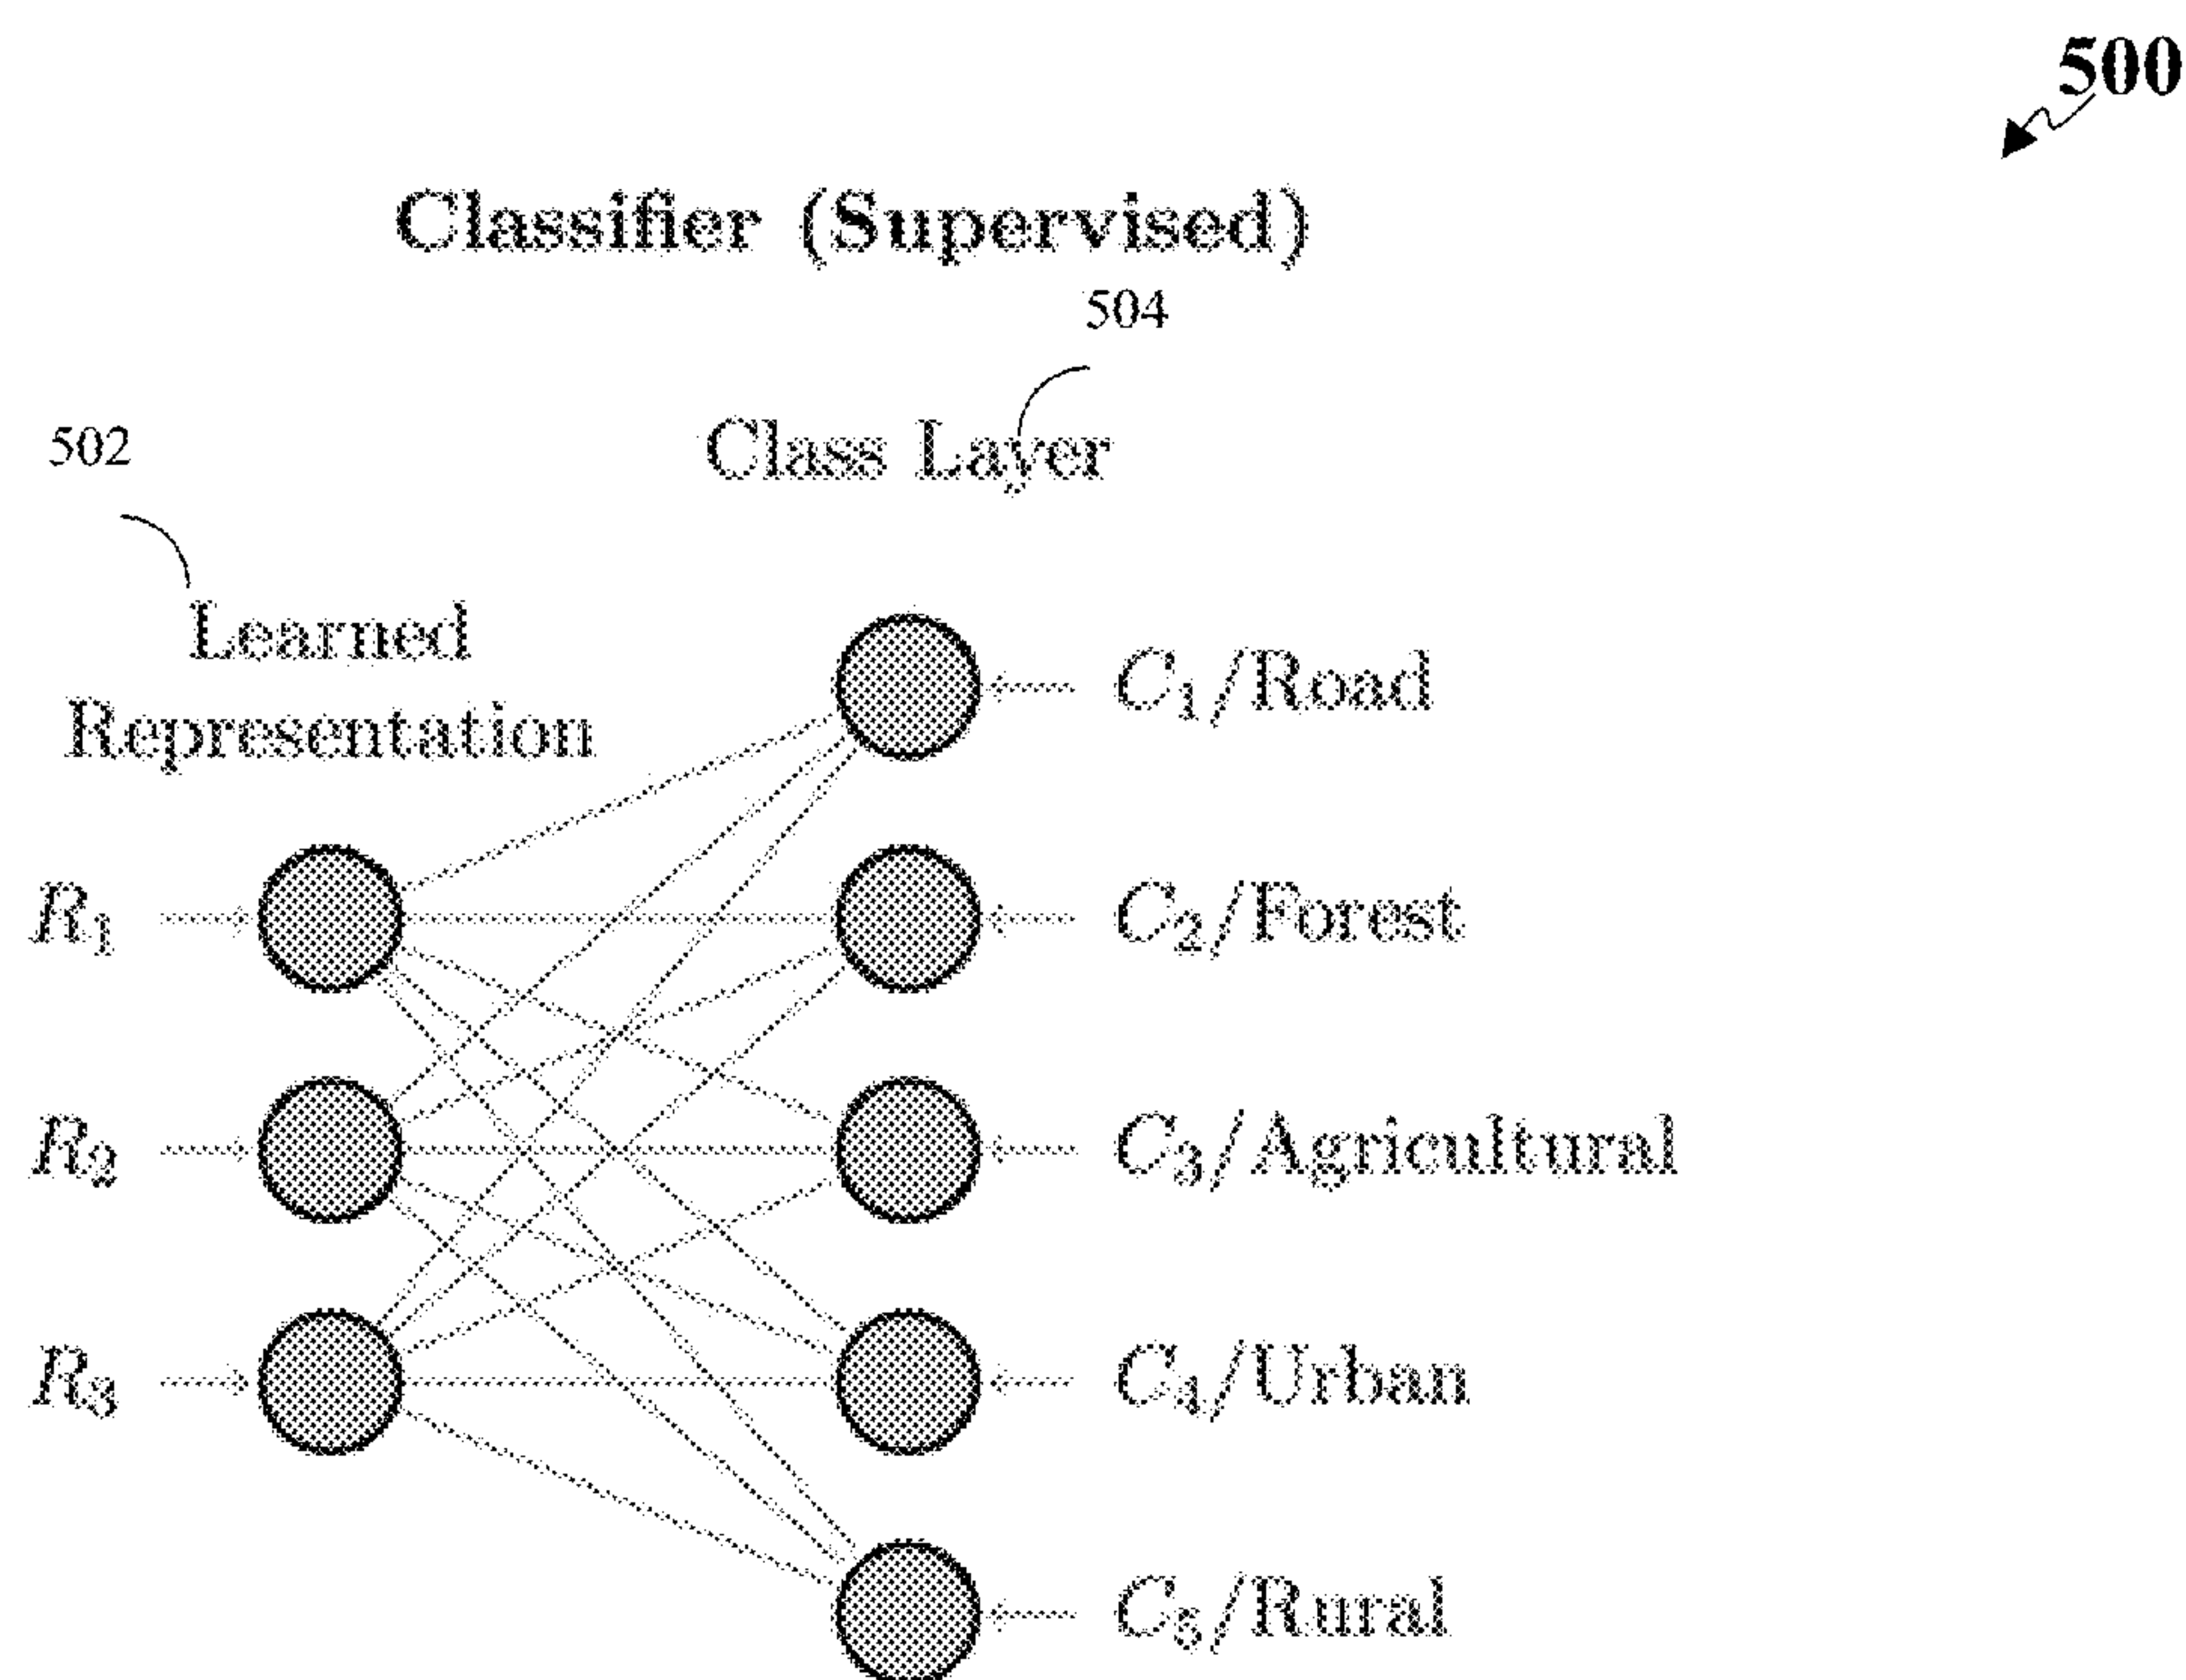 500
Classifier (Supervised)
504
Class Layer
502
Learned
Representation
C₁/Road
R₁
C₂/Forest
R₂
C₃/Agricultural
R₃
C₄/Urban
C₅/Rural